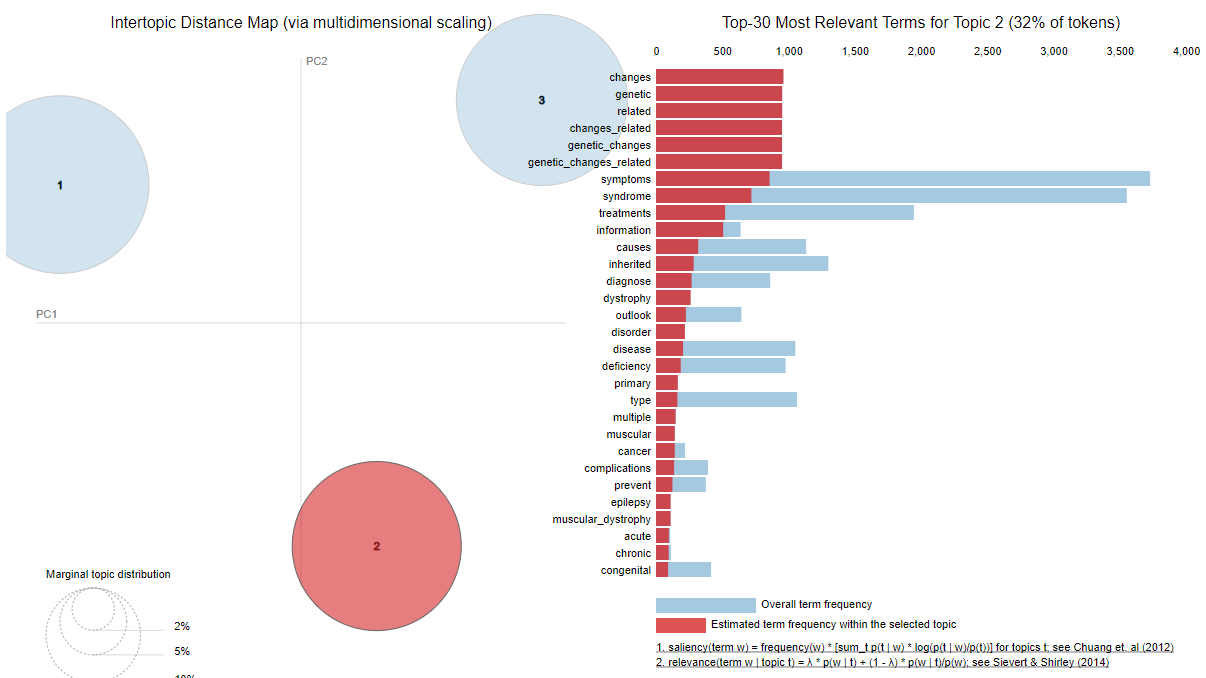 Intertopic Distance Map (via multidimensional scaling)
PC2
3
1
PC1
2
Marginal topic distribution
2%
5%
Top-30 Most Relevant Terms for Topic 2 (32% of tokens)
0 500 1,000 1,500 2,000 2,500 3,000 3,500 4,000
changes
genetic
related
changes_related
genetic_changes
genetic_changes_related
symptoms
syndrome
treatments
information
causes
inherited
diagnose
dystrophy
outlook
disorder
disease
deficiency
primary
type
multiple
muscular
cancer
complications
prevent
epilepsy
muscular_dystrophy
acute
chronic
congenital
Overall term frequency
Estimated term frequency within the selected topic
1. saliency(term w) = frequency(w) * [sum_t p(t | w) * log(p(t | w)/p(t))] for topics t; see Chuang et. al (2012)
2. relevance(term w | topic t) = λ * p(w | t) + (1 - λ) * p(w | t)/p(w); see Sievert & Shirley (2014)